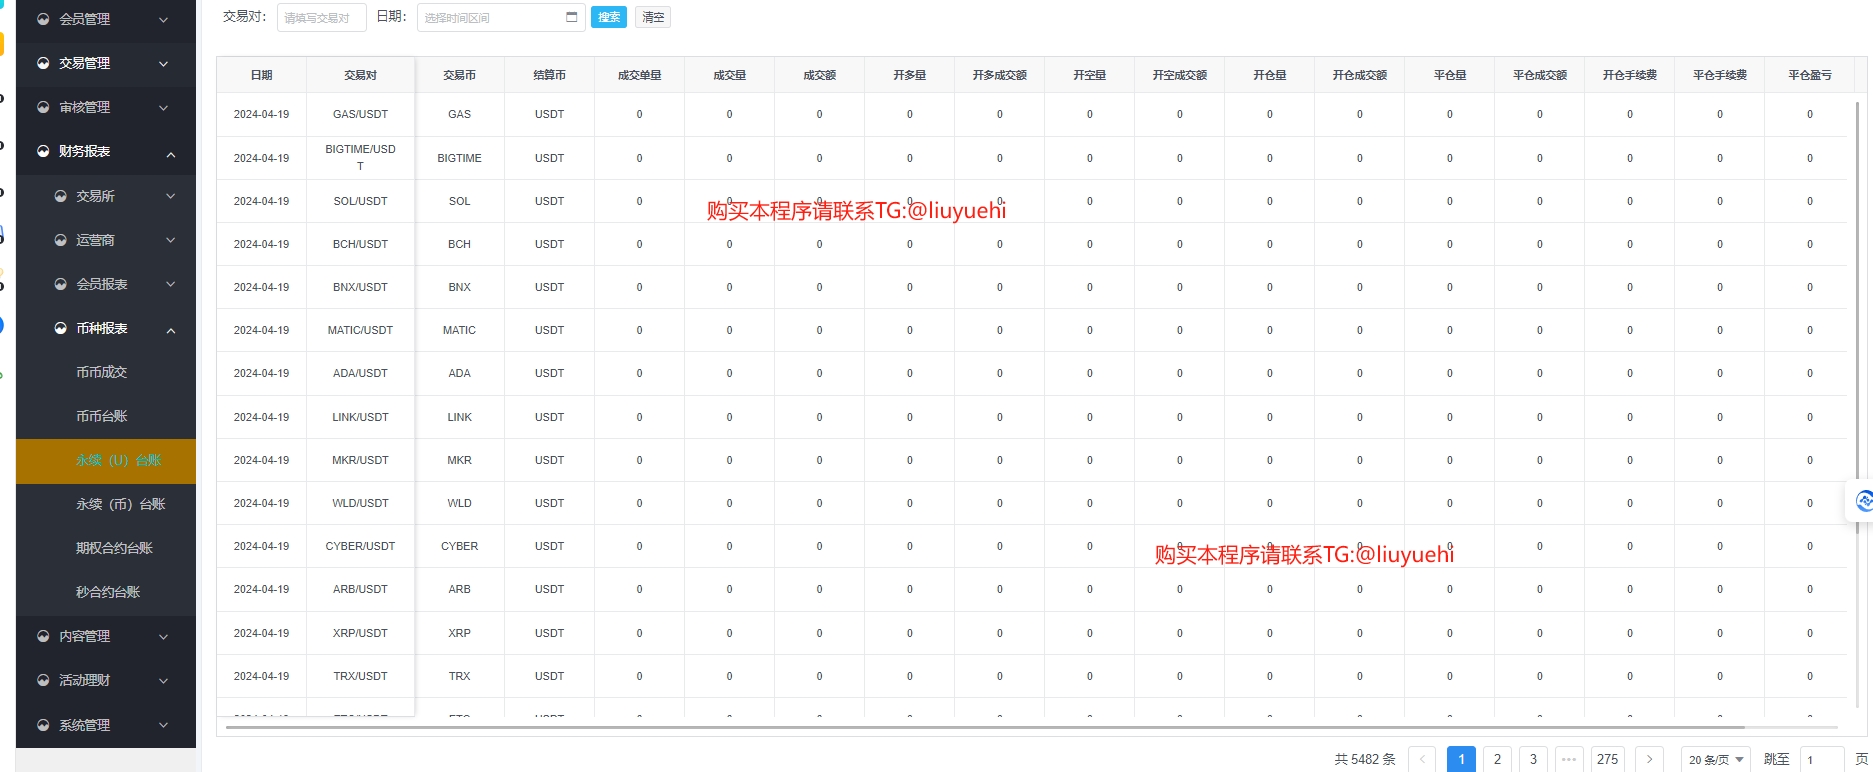 会员管理
交易管理
审核管理
财务报表
交易所
运营商
会员报表
币种报表
币币成交
币币台账
永续（U）台账
永续（币）台账
期权合约台账
秒合约台账
内容管理
活动理财
系统管理
交易对： 请填写交易对 日期： 选择时间区间 搜索 清空
日期 交易对 交易币 结算币 成交单量 成交量 成交额 开多量 开多成交额 开空量 开空成交额 开仓量 开仓成交额 平仓量 平仓成交额 开仓手续费 平仓手续费 平仓盈亏
2024-04-19 GAS/USDT GAS USDT 0 0 0 0 0 0 0 0 0 0 0 0 0 0
2024-04-19 BIGTIME/USD
T BIGTIME USDT 0 0 0 0 0 0 0 0 0 0 0 0 0 0
2024-04-19 SOL/USDT SOL USDT 0 0 0 0 0 0 0 0 0 0 0 0 0 0
购买本程序请联系TG:@liuyuehi
2024-04-19 BCH/USDT BCH USDT 0 0 0 0 0 0 0 0 0 0 0 0 0 0
2024-04-19 BNX/USDT BNX USDT 0 0 0 0 0 0 0 0 0 0 0 0 0 0
2024-04-19 MATIC/USDT MATIC USDT 0 0 0 0 0 0 0 0 0 0 0 0 0 0
2024-04-19 ADA/USDT ADA USDT 0 0 0 0 0 0 0 0 0 0 0 0 0 0
2024-04-19 LINK/USDT LINK USDT 0 0 0 0 0 0 0 0 0 0 0 0 0 0
2024-04-19 MKR/USDT MKR USDT 0 0 0 0 0 0 0 0 0 0 0 0 0 0
2024-04-19 WLD/USDT WLD USDT 0 0 0 0 0 0 0 0 0 0 0 0 0 0
2024-04-19 CYBER/USDT CYBER USDT 0 0 0 0 0 0 0 0 0 0 0 0 0 0
购买本程序请联系TG:@liuyuehi
2024-04-19 ARB/USDT ARB USDT 0 0 0 0 0 0 0 0 0 0 0 0 0 0
2024-04-19 XRP/USDT XRP USDT 0 0 0 0 0 0 0 0 0 0 0 0 0 0
2024-04-19 TRX/USDT TRX USDT 0 0 0 0 0 0 0 0 0 0 0 0 0 0
共 5482 条 1 2 3 ••• 275 20 条/页 跳至 1 页